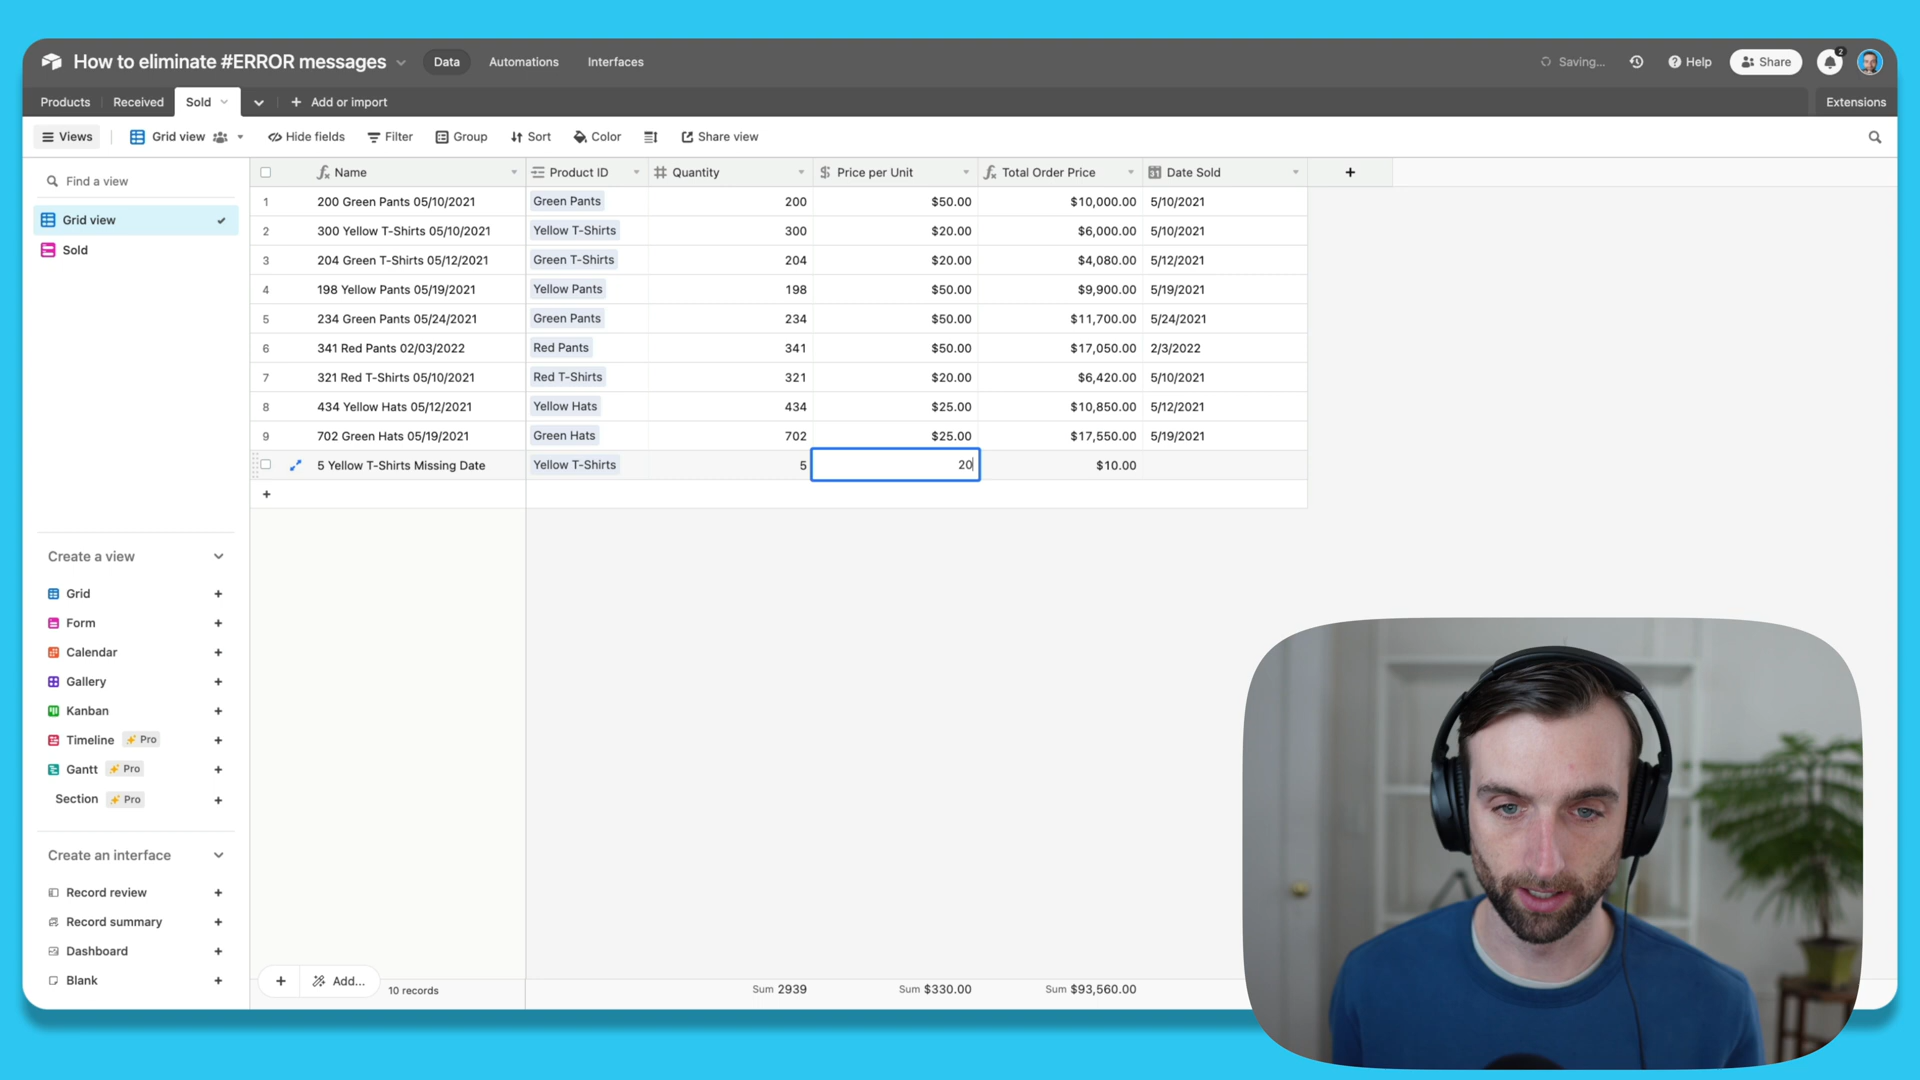 How to eliminate #ERROR messages
Data
Automations
Interfaces
Saving...
Help
Share
2
Products
Received
Sold
Add or import
Extensions
Views
Grid view
Hide fields
Filter
Group
Sort
Color
Share view
Find a view
Grid view
Sold
Name
Product ID
Quantity
Price per Unit
Total Order Price
31
Date Sold
1 200 Green Pants 05/10/2021 Green Pants 200 $50.00 $10,000.00 5/10/2021
2 300 Yellow T-Shirts 05/10/2021 Yellow T-Shirts 300 $20.00 $6,000.00 5/10/2021
3 204 Green T-Shirts 05/12/2021 Green T-Shirts 204 $20.00 $4,080.00 5/12/2021
4 198 Yellow Pants 05/19/2021 Yellow Pants 198 $50.00 $9,900.00 5/19/2021
5 234 Green Pants 05/24/2021 Green Pants 234 $50.00 $11,700.00 5/24/2021
6 341 Red Pants 02/03/2022 Red Pants 341 $50.00 $17,050.00 2/3/2022
7 321 Red T-Shirts 05/10/2021 Red T-Shirts 321 $20.00 $6,420.00 5/10/2021
8 434 Yellow Hats 05/12/2021 Yellow Hats 434 $25.00 $10,850.00 5/12/2021
9 702 Green Hats 05/19/2021 Green Hats 702 $25.00 $17,550.00 5/19/2021
5 Yellow T-Shirts Missing Date Yellow T-Shirts 5 20 $10.00
Create a view
Grid
Form
Calendar
Gallery
Kanban
Timeline Pro
Gantt Pro
Section Pro
Create an interface
Record review
Record summary
Dashboard
Blank
Add...
10 records
Sum 2939
Sum $330.00
Sum $93,560.00